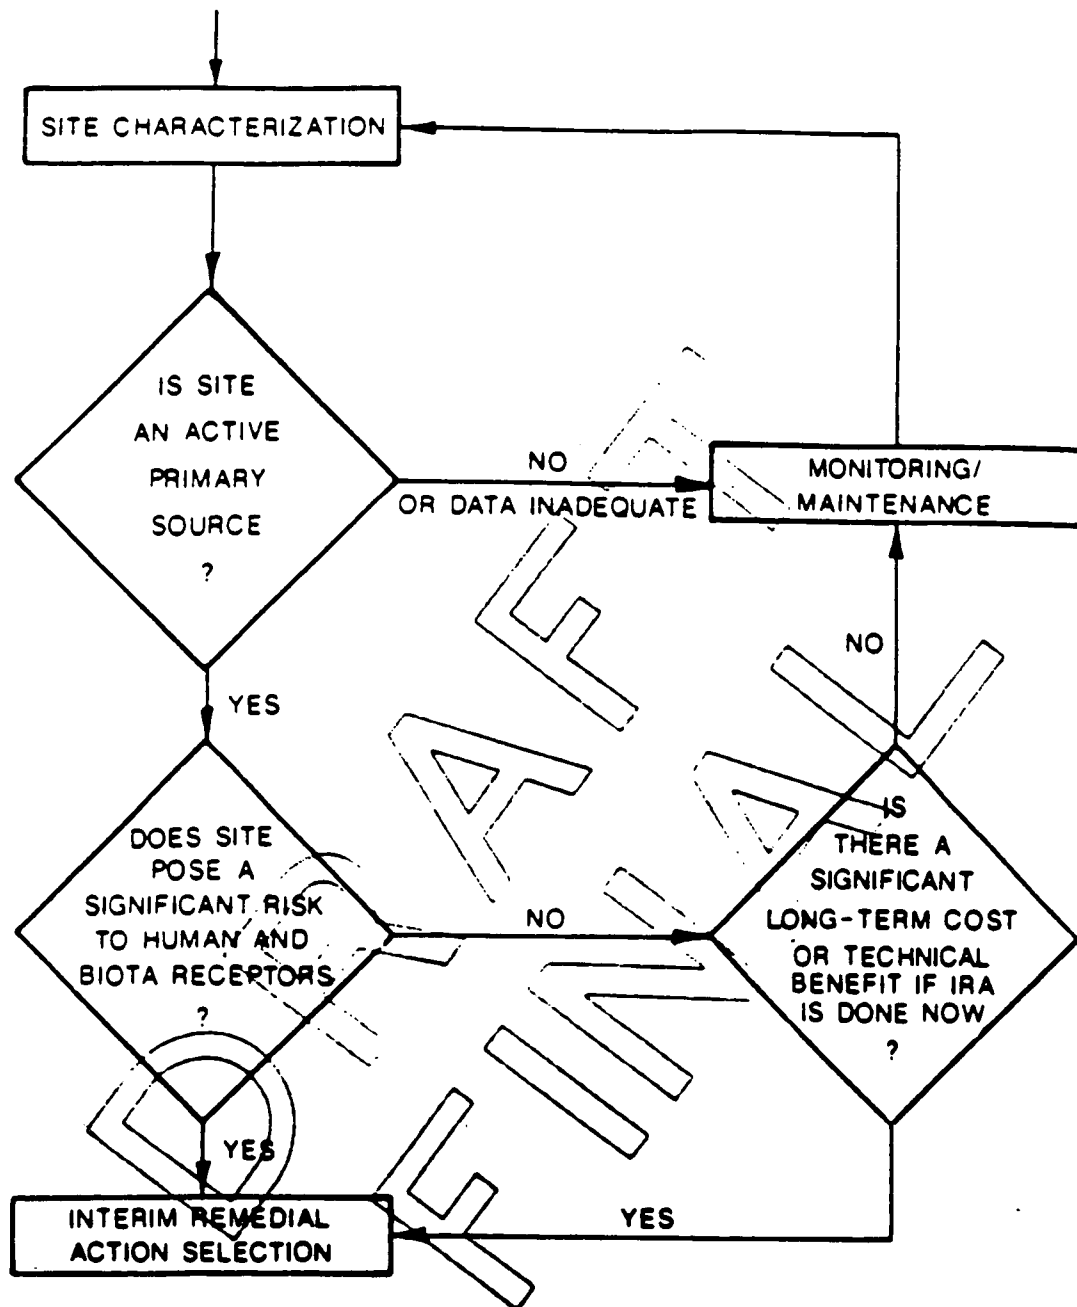 SITE CHARACTERIZATION
IS SITE
AN ACTIVE
PRIMARY
SOURCE
?
NO
OR DATA INADEQUATE
MONITORING/
MAINTENANCE
YES
NO
DOES SITE
POSE A
SIGNIFICANT RISK
TO HUMAN AND
BIOTA RECEPTORS
?
NO
IS
THERE A
SIGNIFICANT
LONG-TERM COST
OR TECHNICAL
BENEFIT IF IRA
IS DONE NOW
?
YES
YES
INTERIM REMEDIAL
ACTION SELECTION
DRAFT
FINAL